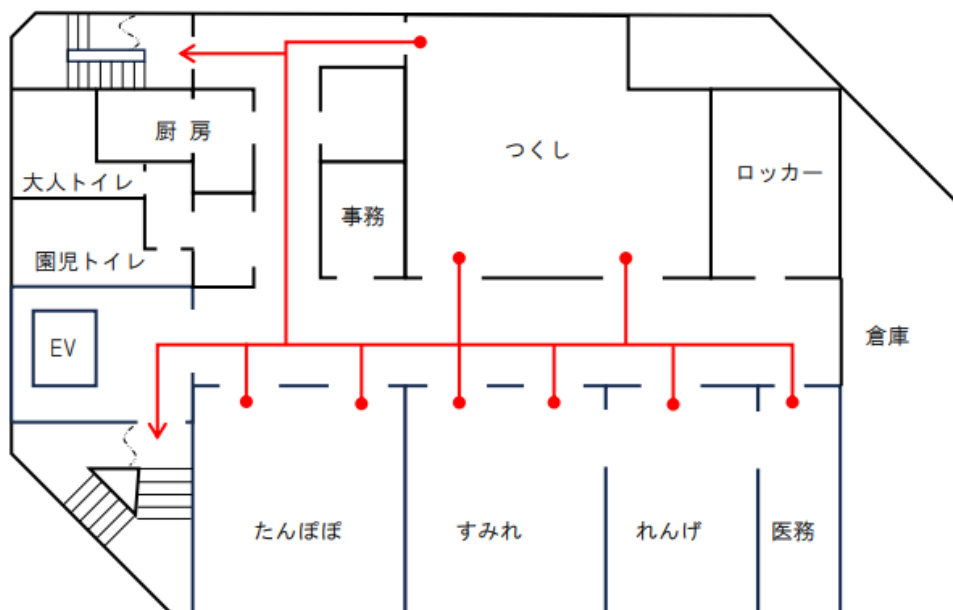 厨 房
つくし
ロッカー
大人トイレ
事務
園児トイレ
倉庫
EV
たんぽぽ
すみれ
れんげ
医務